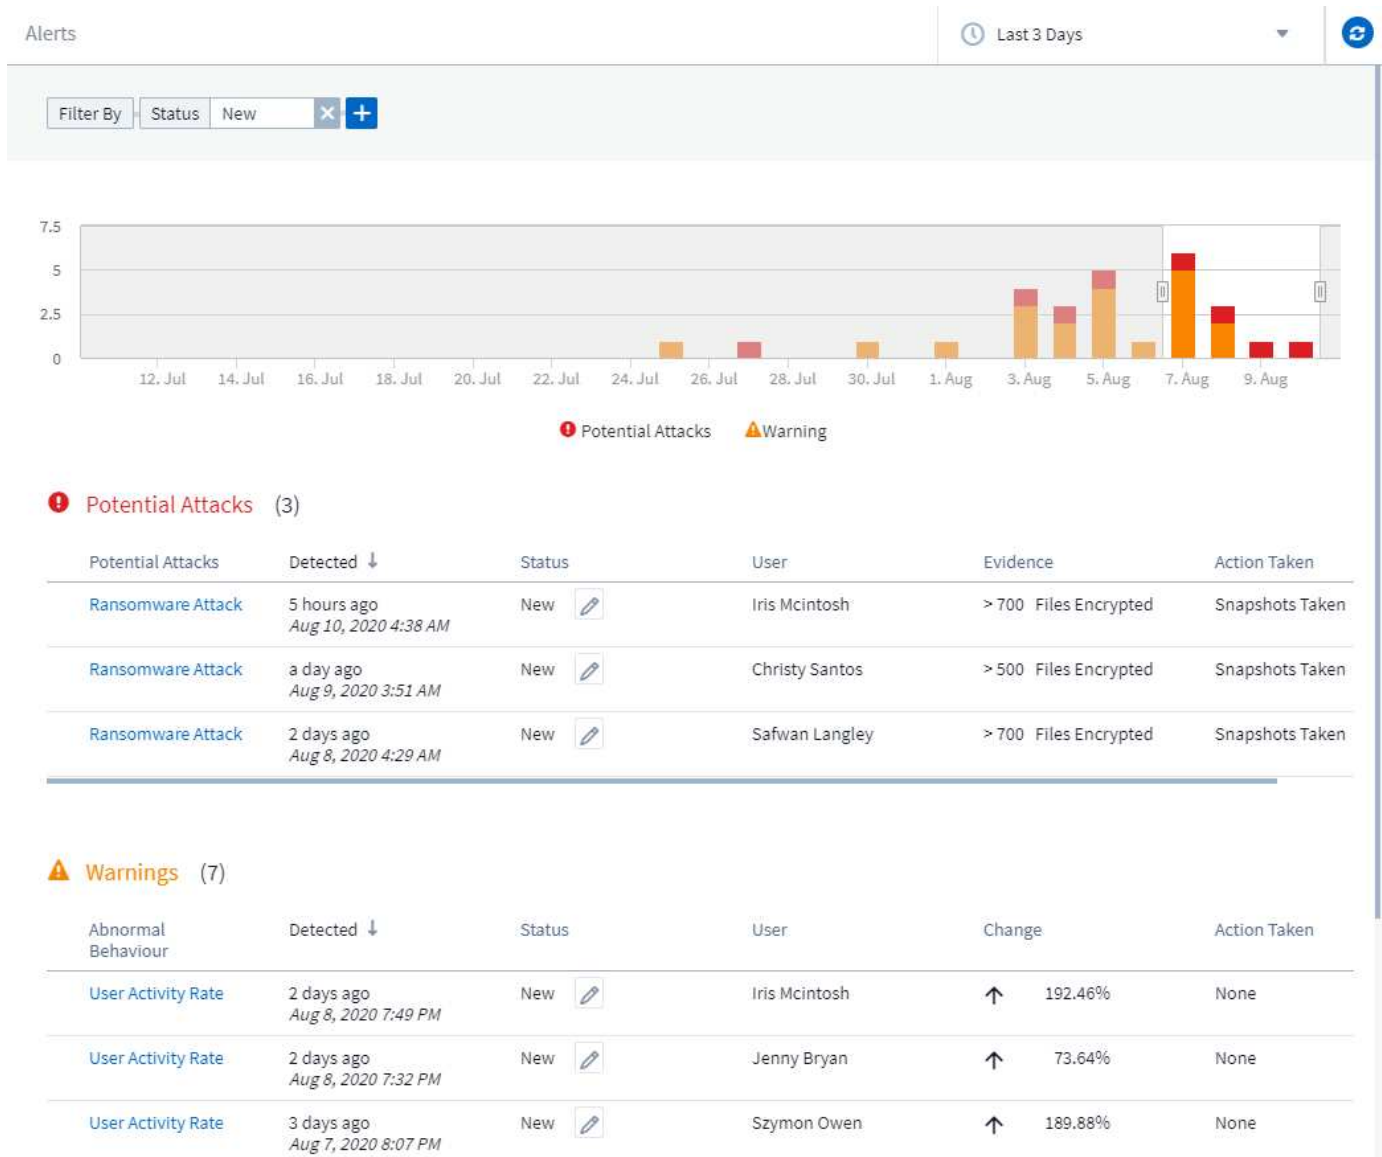 Alerts
Last 3 Days
Filter By Status New
7.5
5
2.5
0
12. Jul 14. Jul 16. Jul 18. Jul 20. Jul 22. Jul 24. Jul 26. Jul 28. Jul 30. Jul 1. Aug 3. Aug 5. Aug 7. Aug 9. Aug
Potential Attacks Warning
Potential Attacks (3)
Potential Attacks Detected ↓ Status User Evidence Action Taken
Ransomware Attack 5 hours ago New Iris Mcintosh > 700 Files Encrypted Snapshots Taken
Aug 10, 2020 4:38 AM
Ransomware Attack a day ago New Christy Santos > 500 Files Encrypted Snapshots Taken
Aug 9, 2020 3:51 AM
Ransomware Attack 2 days ago New Safwan Langley > 700 Files Encrypted Snapshots Taken
Aug 8, 2020 4:29 AM
Warnings (7)
Abnormal Detected ↓ Status User Change Action Taken
Behaviour
User Activity Rate 2 days ago New Iris Mcintosh ↑ 192.46% None
Aug 8, 2020 7:49 PM
User Activity Rate 2 days ago New Jenny Bryan ↑ 73.64% None
Aug 8, 2020 7:32 PM
User Activity Rate 3 days ago New Szymon Owen ↑ 189.88% None
Aug 7, 2020 8:07 PM